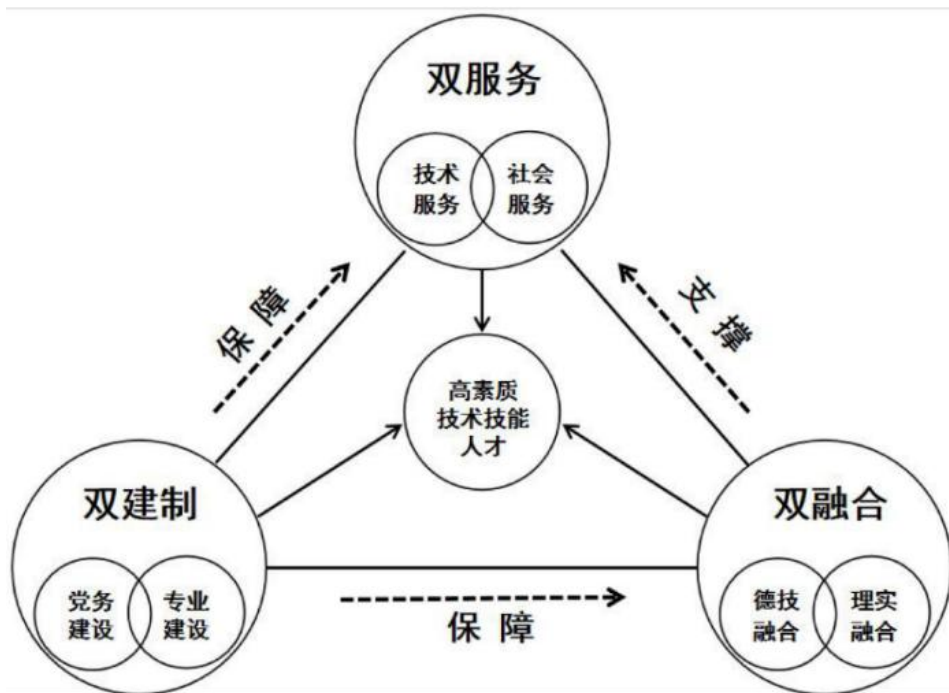 双服务
技术 社会
服务 服务
保障 支撑
高素质
技术技能
人才
双建制 双融合
党务 专业 德技 理实
建设 建设 融合 融合
保障